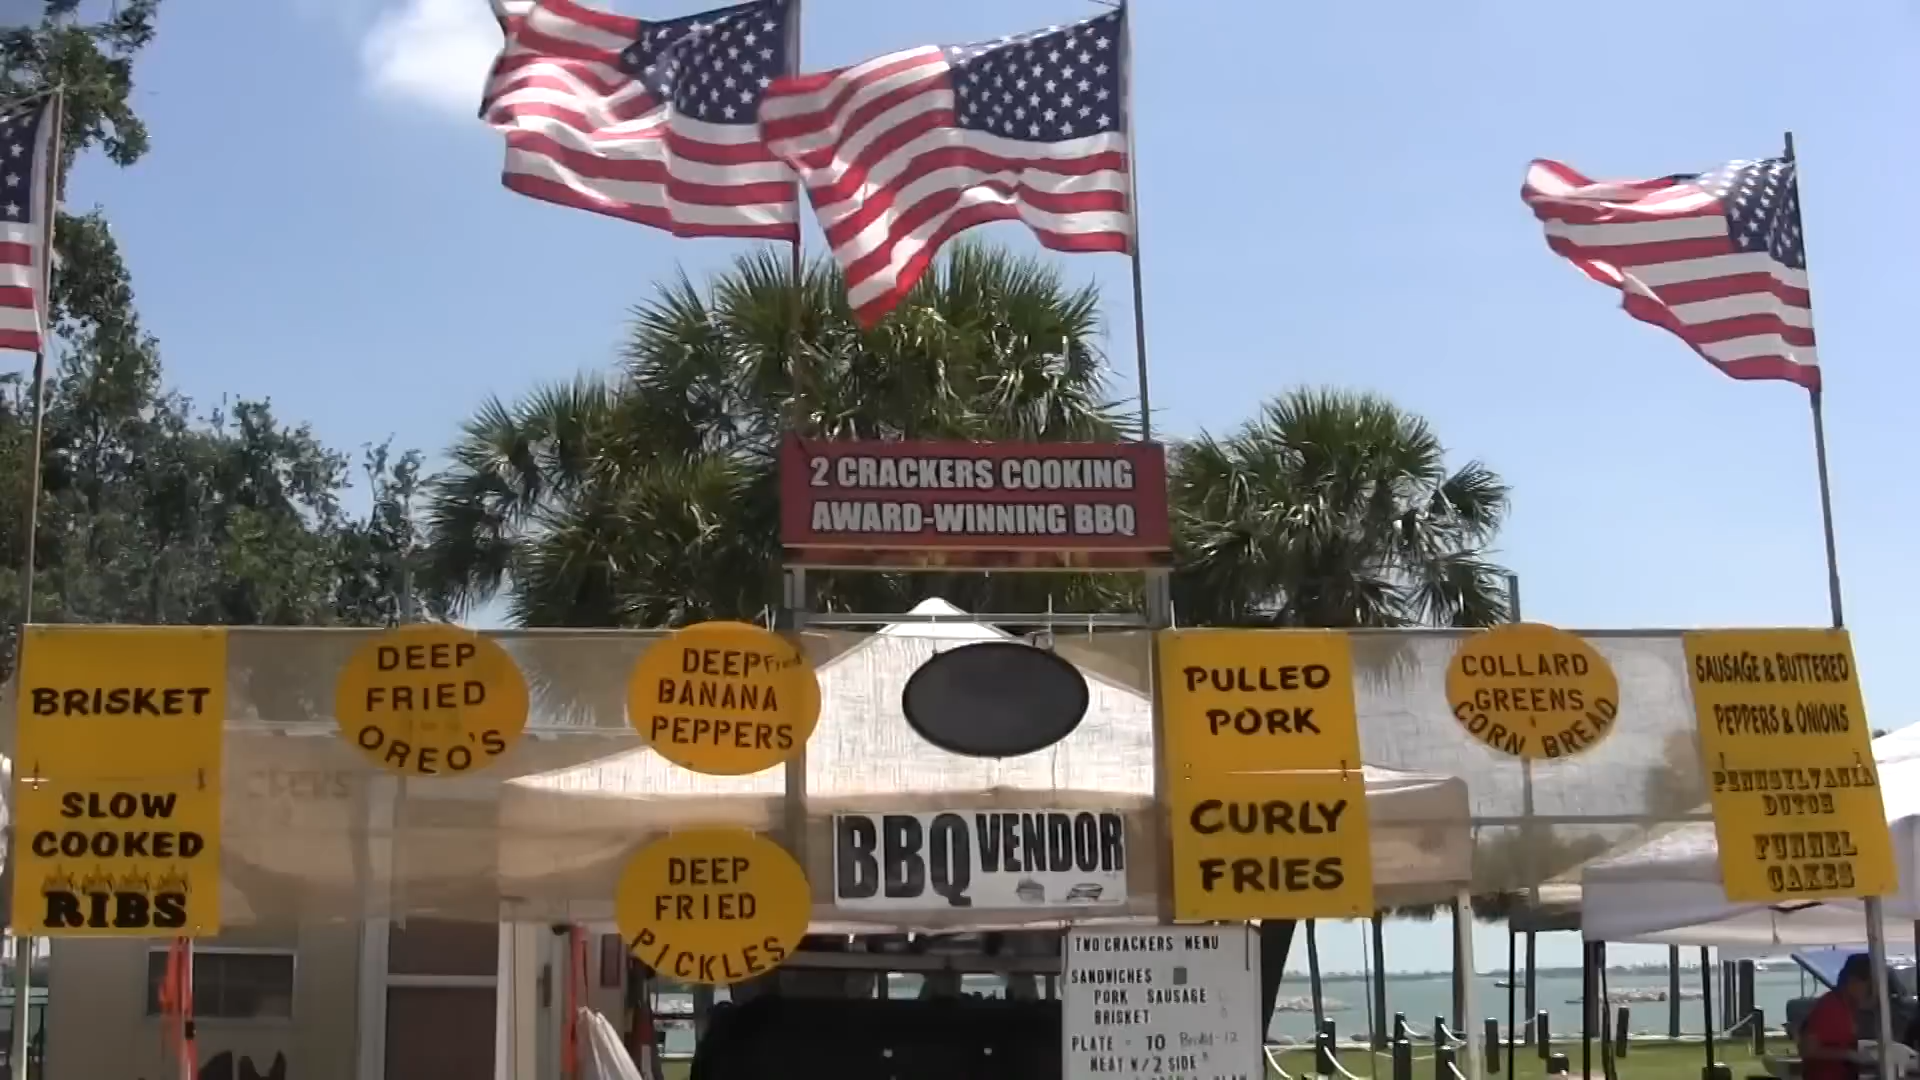 2 CRACKERS COOKING
AWARD-WINNING BBQ
BRISKET
SLOW
COOKED
RIBS
DEEP
FRIED
OREO'S
DEEP Fried
BANANA
PEPPERS
DEEP
FRIED
PICKLES
BBQ VENDOR
PULLED
PORK
CURLY
FRIES
COLLARD
GREENS
CORN BREAD
SAUSAGE & BUTTERED
PEPPERS & ONIONS
PENNSYLVANIA
DUTCH
FUNNEL
CAKES
TWO CRACKERS MENU
SANDWICHES
PORK SAUSAGE
BRISKET
PLATE - 10
MEAT W/2 SIDE